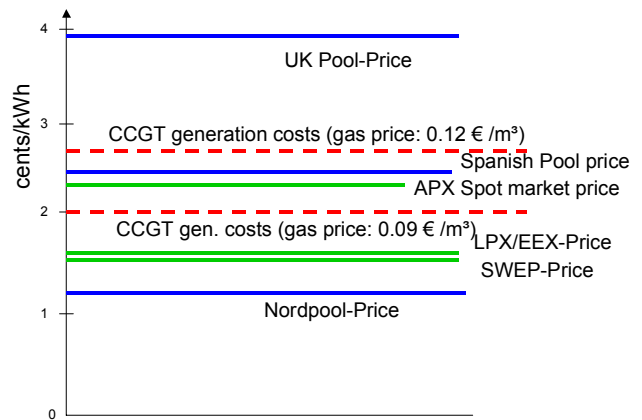 4
UK Pool-Price
cents/kWh
3
CCGT generation costs (gas price: 0.12 € /m³)
Spanish Pool price
APX Spot market price
2
CCGT gen. costs (gas price: 0.09 € /m³)
LPX/EEX-Price
SWEP-Price
Nordpool-Price
1
0